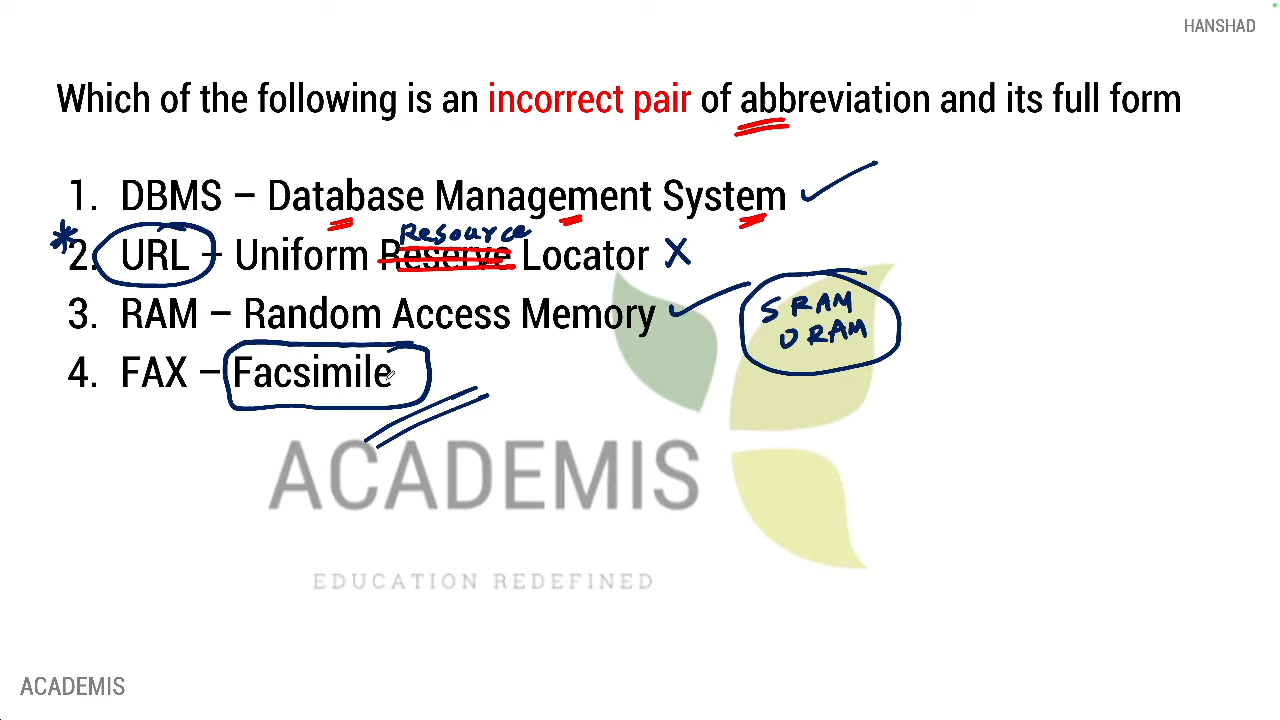 HANSHAD
Which of the following is an incorrect pair of abbreviation and its full form
1. DBMS – Database Management System
Resource
* 2. URL – Uniform Reserve Locator X
3. RAM – Random Access Memory
SRAM
DRAM
4. FAX – Facsimile
ACADEMIS
EDUCATION REDEFINED
ACADEMIS